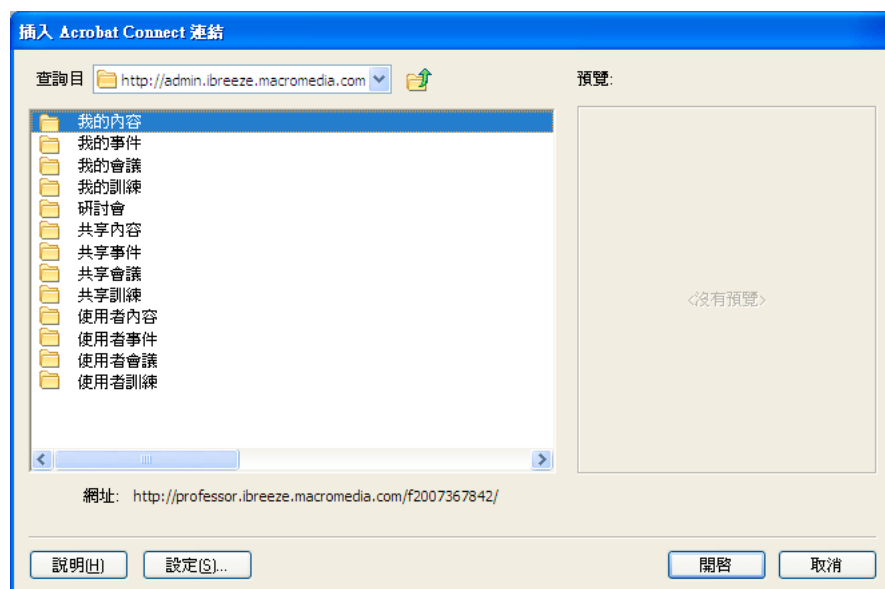 插入 Acrobat Connect 連結
查詢目 http://admin.ibreeze.macromedia.com
預覽:
我的內容
我的事件
我的會議
我的訓練
研討會
共享內容
共享事件
共享會議
共享訓練
使用者內容
使用者事件
使用者會議
使用者訓練
<沒有預覽>
網址: http://professor.ibreeze.macromedia.com/f2007367842/
說明(H) 設定(S)... 開啓 取消